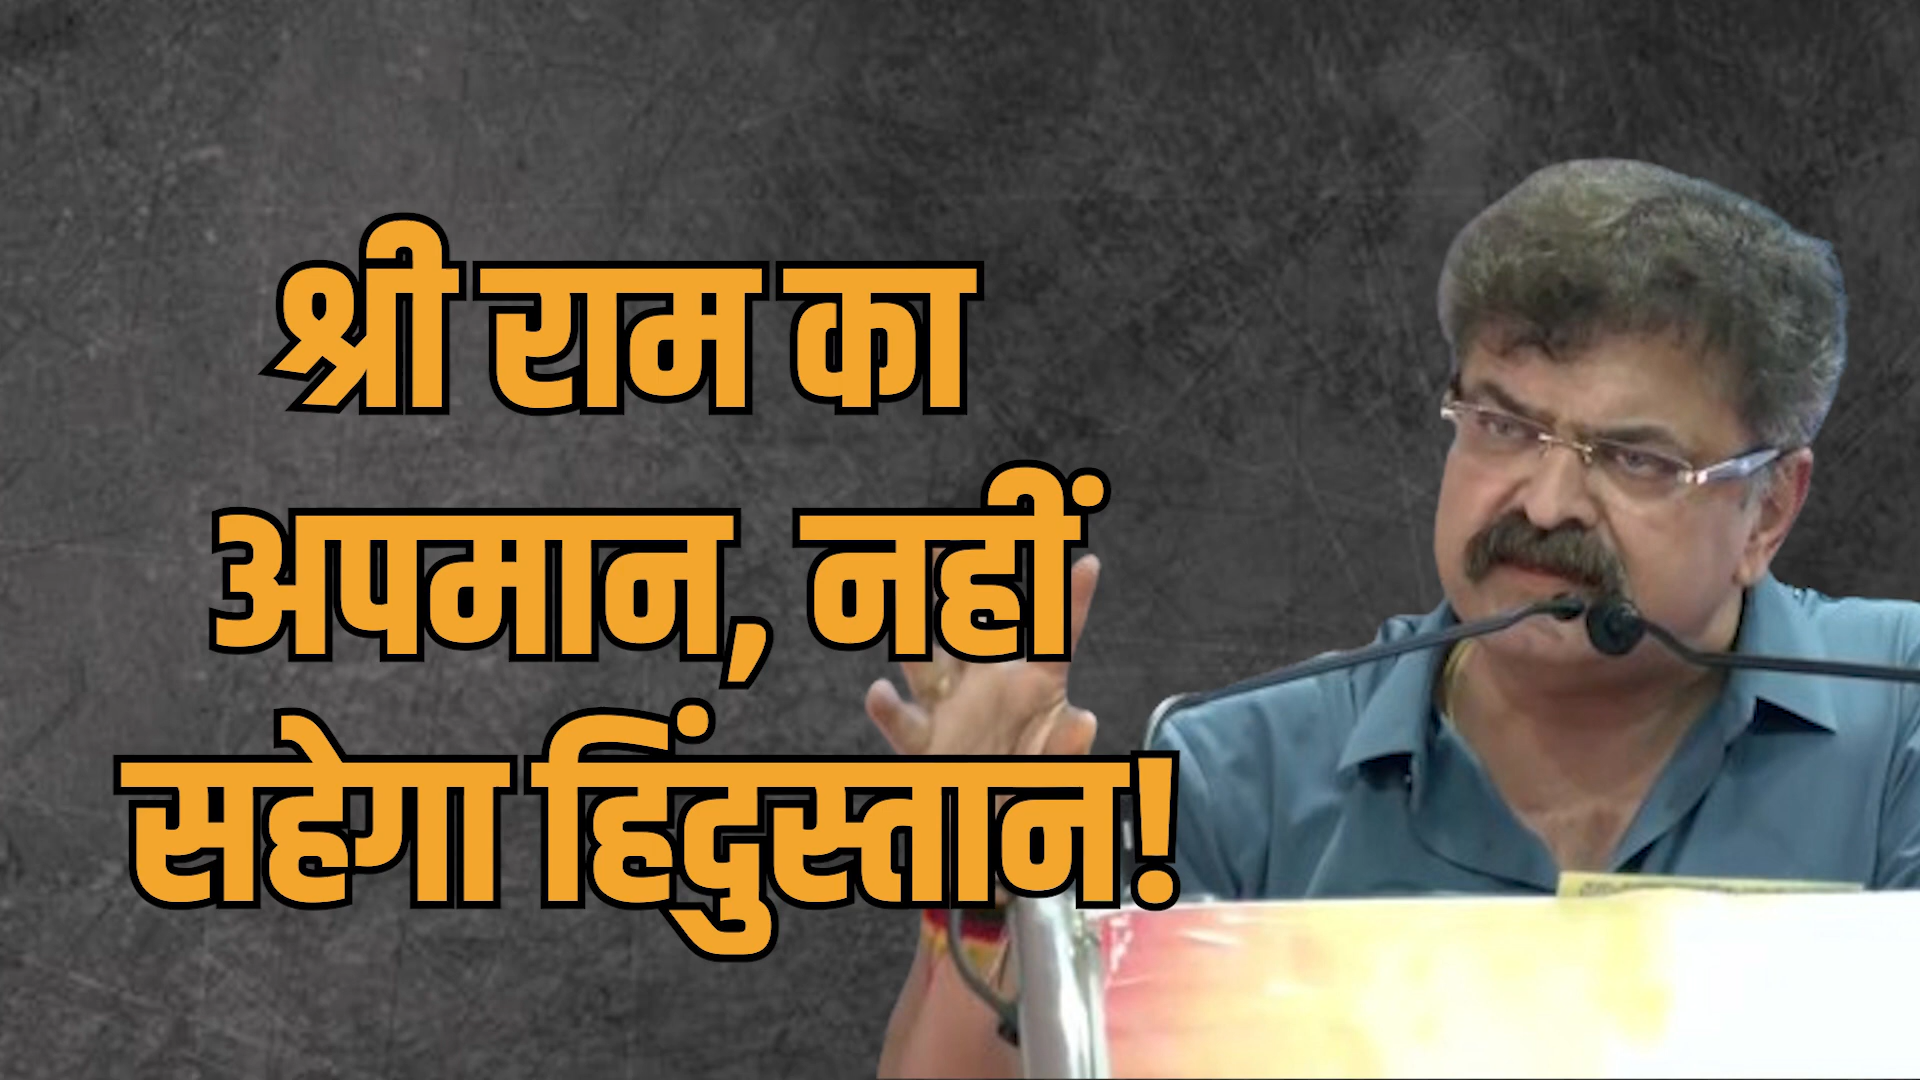 श्री राम का
अपमान, नहीं
सहेगा हिंदुस्तान!